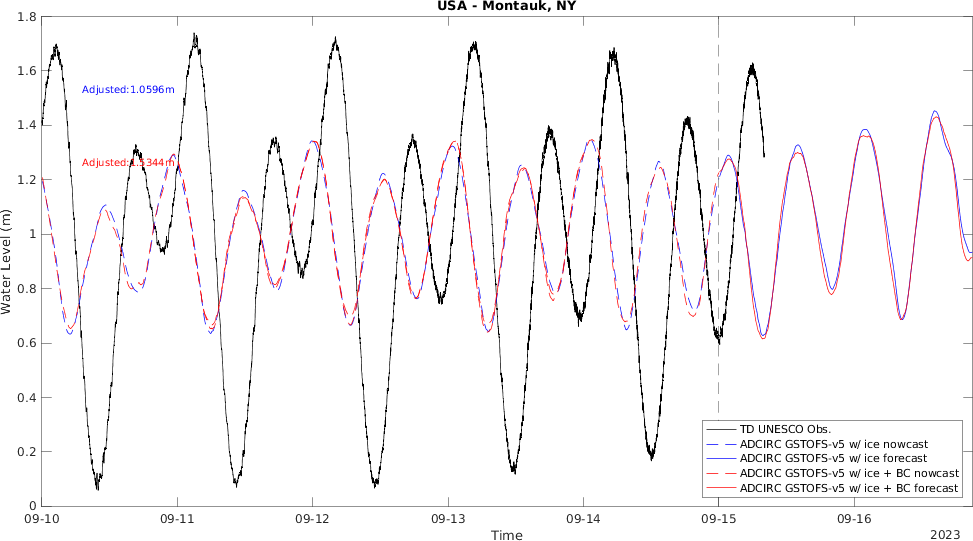 USA - Montauk, NY
1.8
1.6
1.4
1.2
1
0.8
0.6
0.4
0.2
0
Water Level (m)
Adjusted:1.0596m
Adjusted:1.5344m
TD UNESCO Obs.
ADCIRC GSTOFS-v5 w/ ice nowcast
ADCIRC GSTOFS-v5 w/ ice forecast
ADCIRC GSTOFS-v5 w/ ice + BC nowcast
ADCIRC GSTOFS-v5 w/ ice + BC forecast
09-10 09-11 09-12 09-13 09-14 09-15 09-16
Time
2023